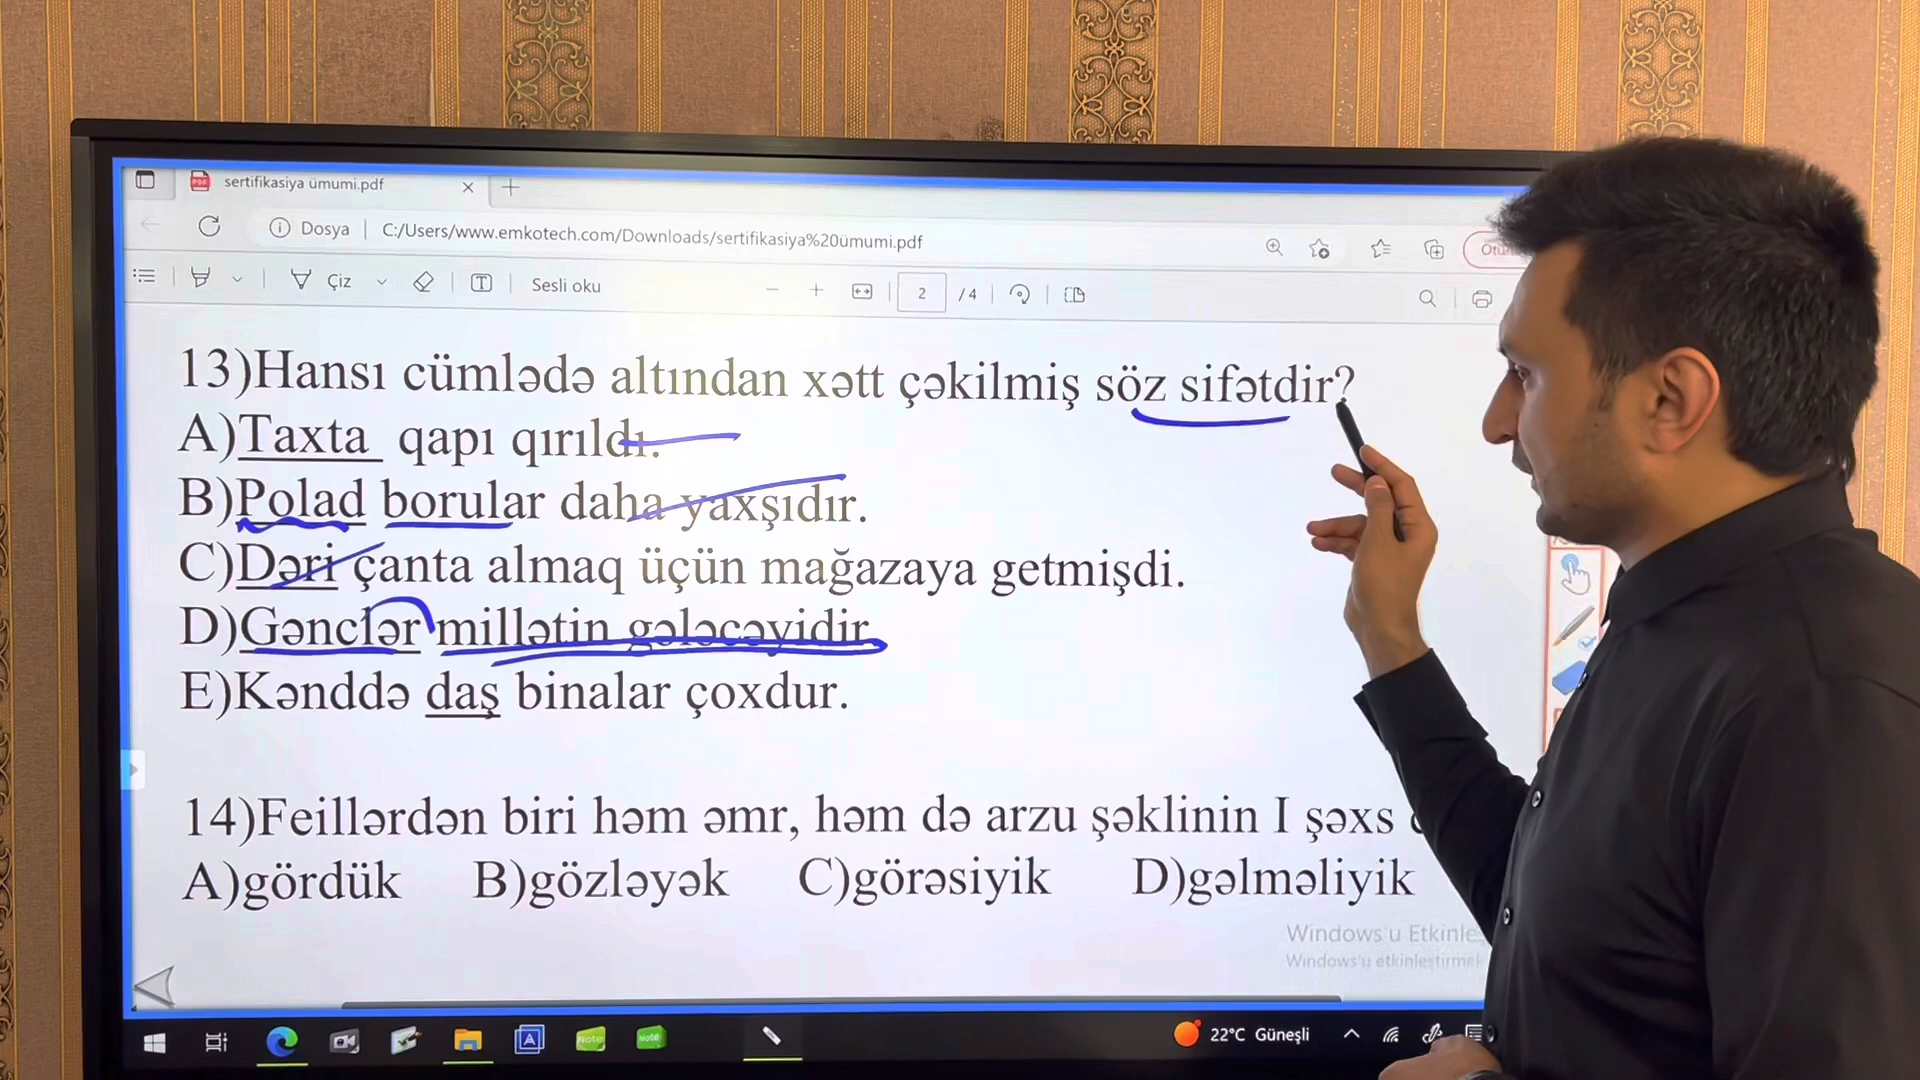 sertifikasiya ümumi.pdf
Dosya C:/Users/www.emkotech.com/Downloads/sertifikasiya%20ümumi.pdf
Çiz Sesli oku 2 /4
13)Hansı cümlədə altından xətt çəkilmiş söz sifətdir?
A)Taxta qapı qırıldı.
B)Polad borular daha yaxşıdır.
C)Dəri çanta almaq üçün mağazaya getmişdi.
D)Gənclər millətin gələcəyidir
E)Kənddə daş binalar çoxdur.
14)Feillərdən biri həm əmr, həm də arzu şəklinin I şəxs
A)gördük B)gözləyək C)görəsiyik D)gəlməliyik
Windows'u Etkinle
Windows'u etkinleştirmek
Note Note 22°C Güneşli